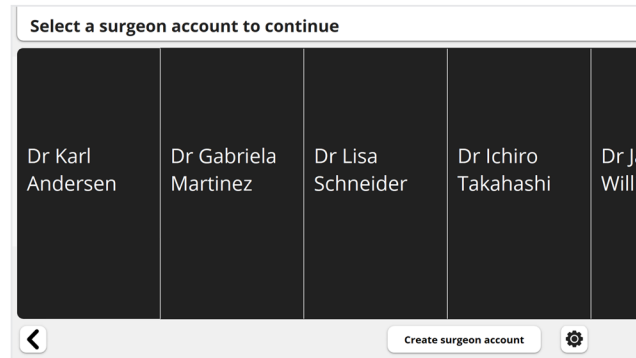 Select a surgeon account to continue
Dr Karl
Andersen
Dr Gabriela
Martinez
Dr Lisa
Schneider
Dr Ichiro
Takahashi
Dr
Create surgeon account